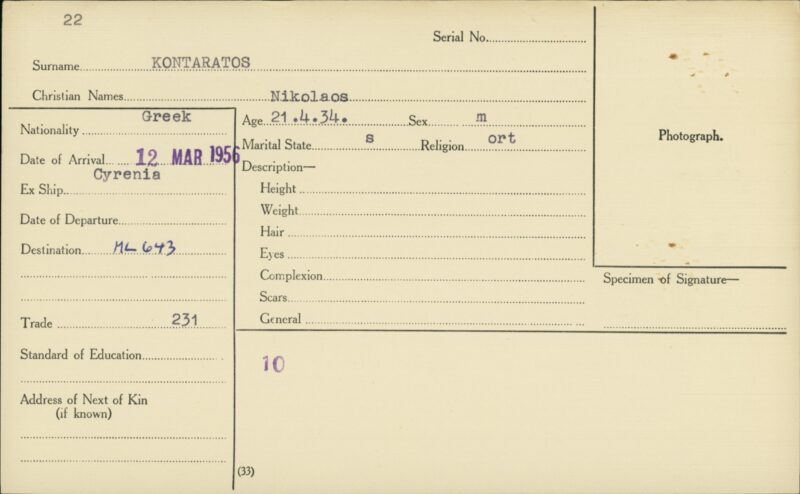 22
Serial No.
Surname KONTARATOS
Christian Names Nikolaos
Nationality Greek
Date of Arrival 12 MAR 1956
Ex Ship Cyrenia
Date of Departure
Destination ML 643
Trade 231
Standard of Education
Address of Next of Kin
(if known)
Age 21.4.34. Sex m
Marital State s Religion ort
Description—
Height
Weight
Hair
Eyes
Complexion
Scars
General
10
(33)
Photograph.
Specimen of Signature—